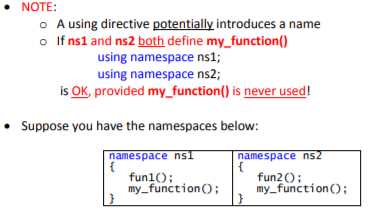 • NOTE:
o A using directive potentially introduces a name
o If ns1 and ns2 both define my_function()
using namespace ns1;
using namespace ns2;
is OK, provided my_function() is never used!
• Suppose you have the namespaces below:
namespace ns1
{
fun1();
my_function();
}
namespace ns2
{
fun2();
my_function();
}